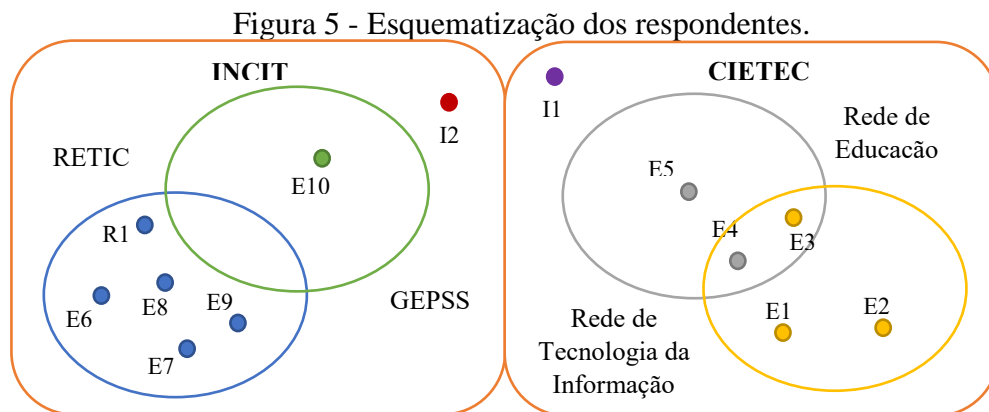 Figura 5 - Esquematização dos respondentes.
INCIT
I2
RETIC
E10
R1
E8
E9
E6
E7
GEPSS
CIETEC
I1
Rede de
Educacão
E5
E4
E3
E1
E2
Rede de
Tecnologia da
Informação